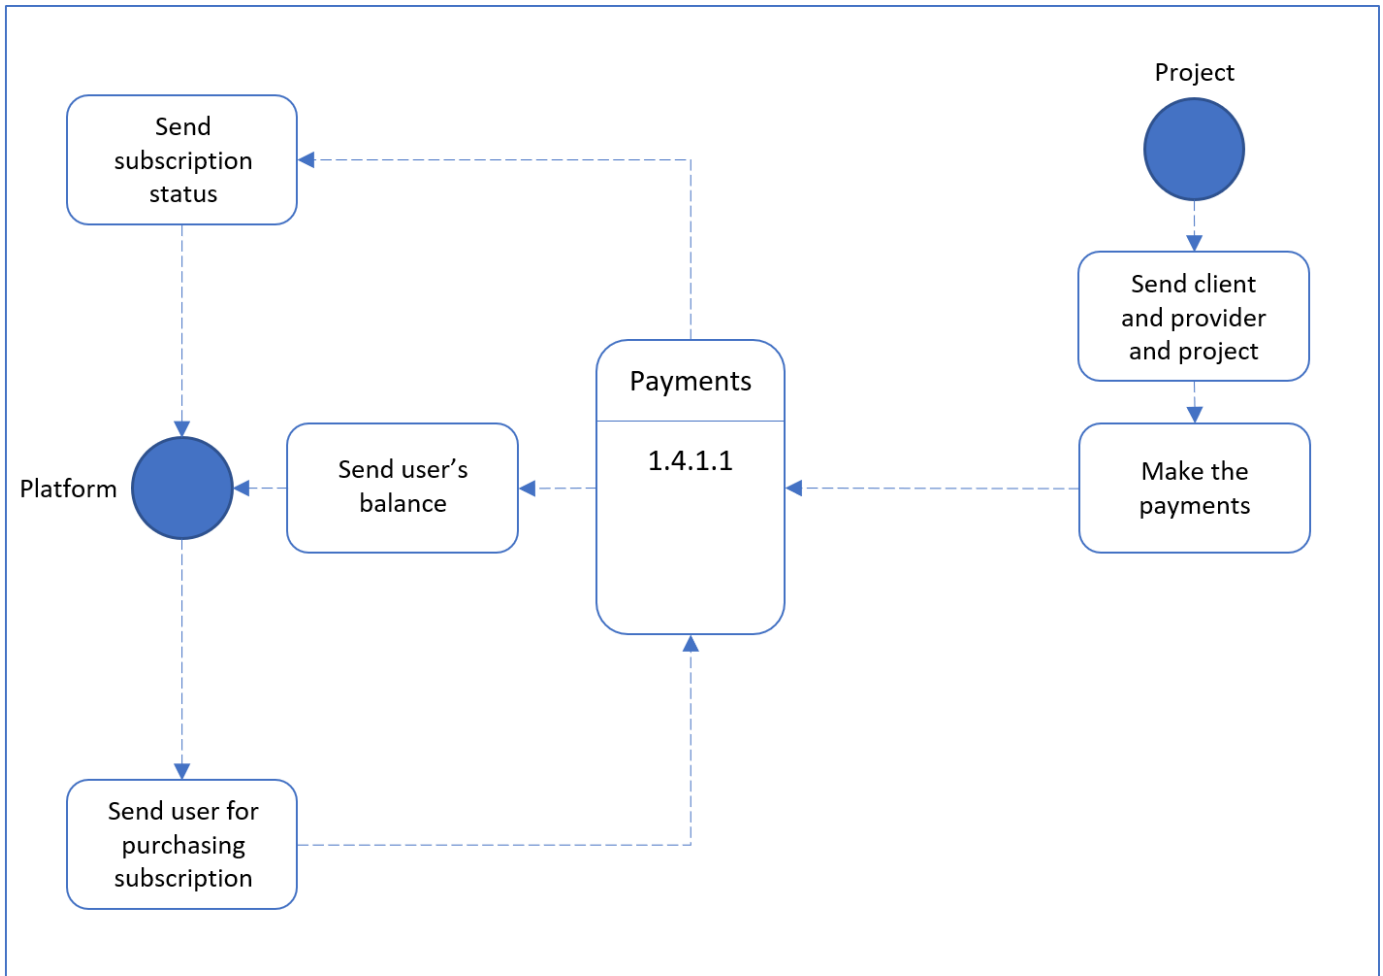 Project
Send
subscription
status
Send client
and provider
and project
Payments
1.4.1.1
Send user’s
balance
Platform
Make the
payments
Send user for
purchasing
subscription